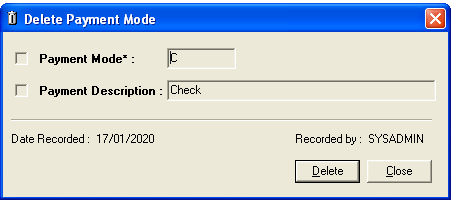 Delete Payment Mode
Payment Mode* : C
Payment Description : Check
Date Recorded : 17/01/2020 Recorded by : SYSADMIN
Delete Close